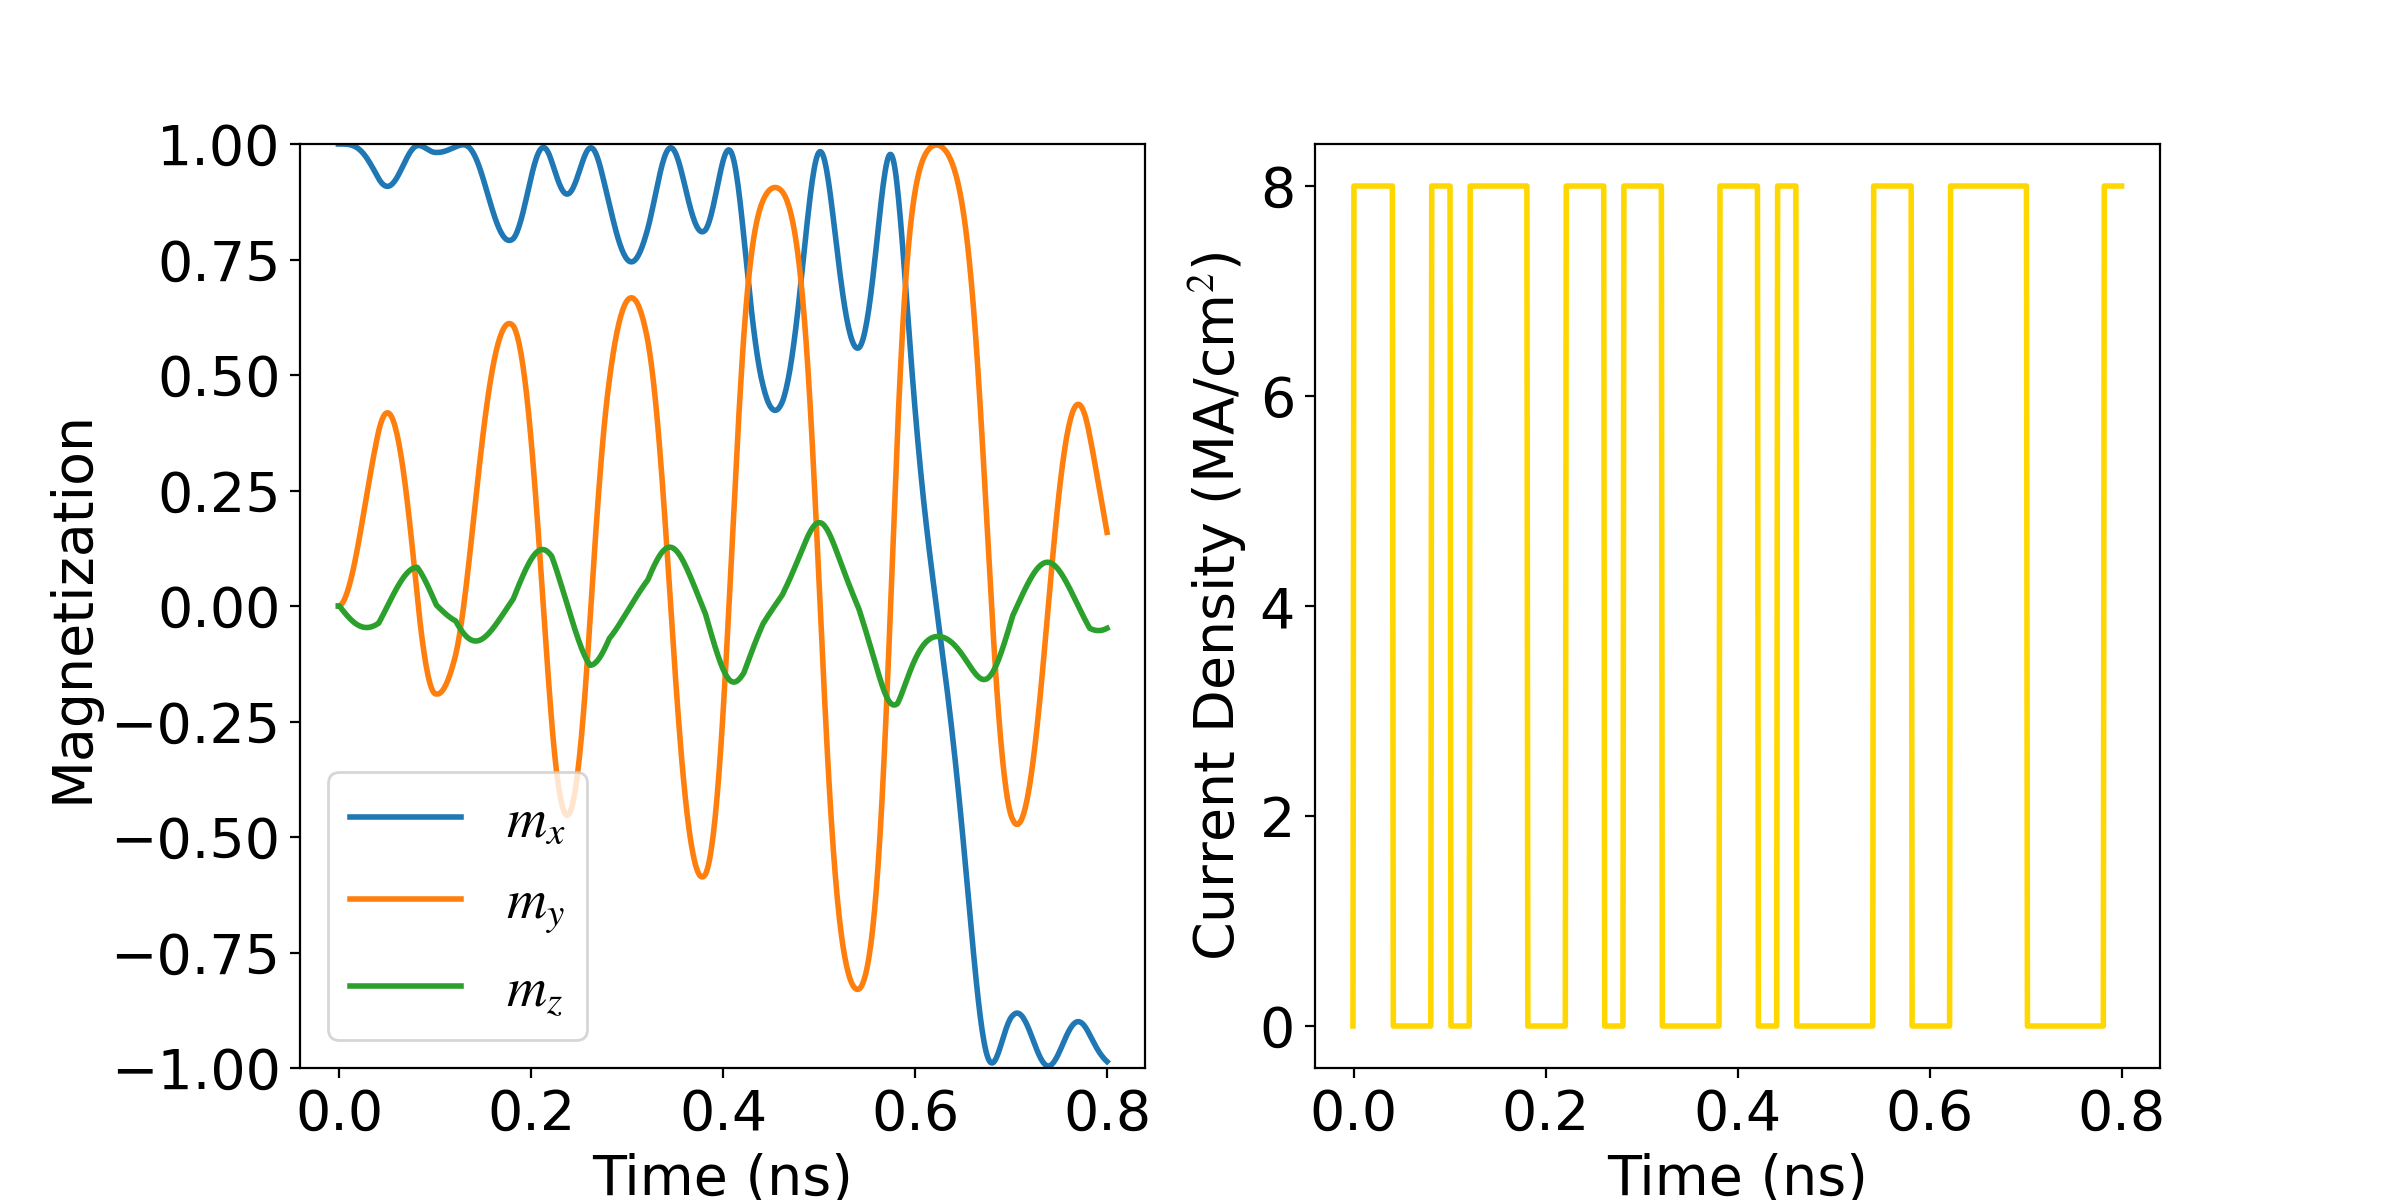 Magnetization
1.00
0.75
0.50
0.25
0.00
−0.25
−0.50
−0.75
−1.00
m_x
m_y
m_z
0.0 0.2 0.4 0.6 0.8
Time (ns)
Current Density (MA/cm²)
8
6
4
2
0
0.0 0.2 0.4 0.6 0.8
Time (ns)